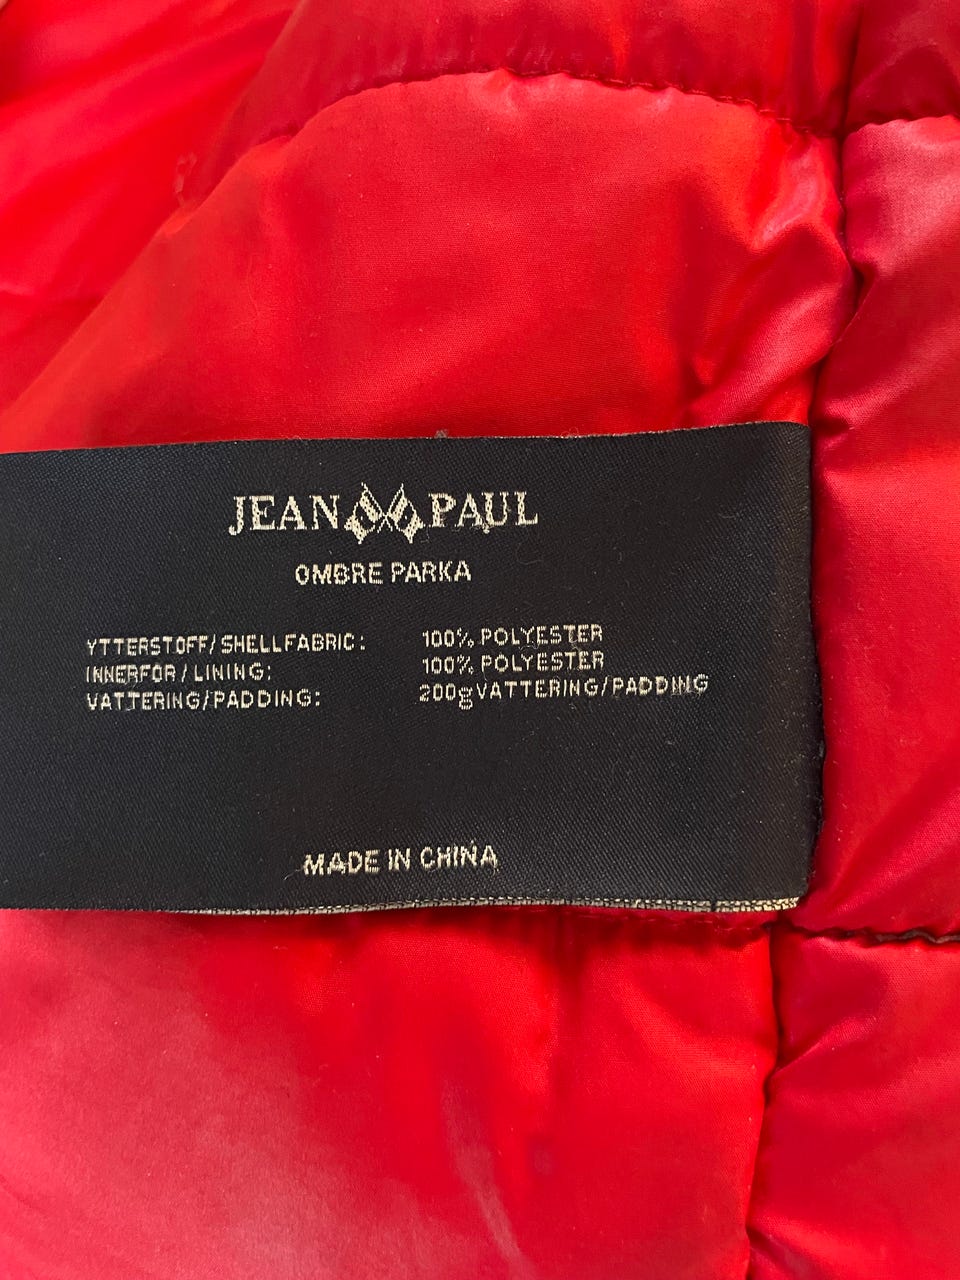 JEAN PAUL
OMBRE PARKA
YTTERSTOFF/SHELLFABRIC: 100% POLYESTER
INNERFÒR/LINING: 100% POLYESTER
VATTERING/PADDING: 200g VATTERING/PADDING
MADE IN CHINA